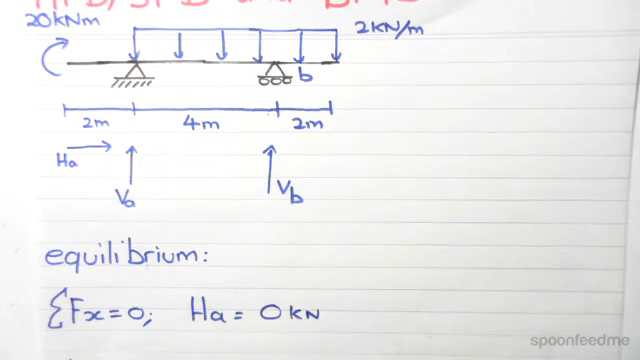 20kNm
2kN/m
b
2m 4m 2m
Ha
Va
Vb
equilibrium:
ΣFx=0; Ha= 0kN
spoonfeedme